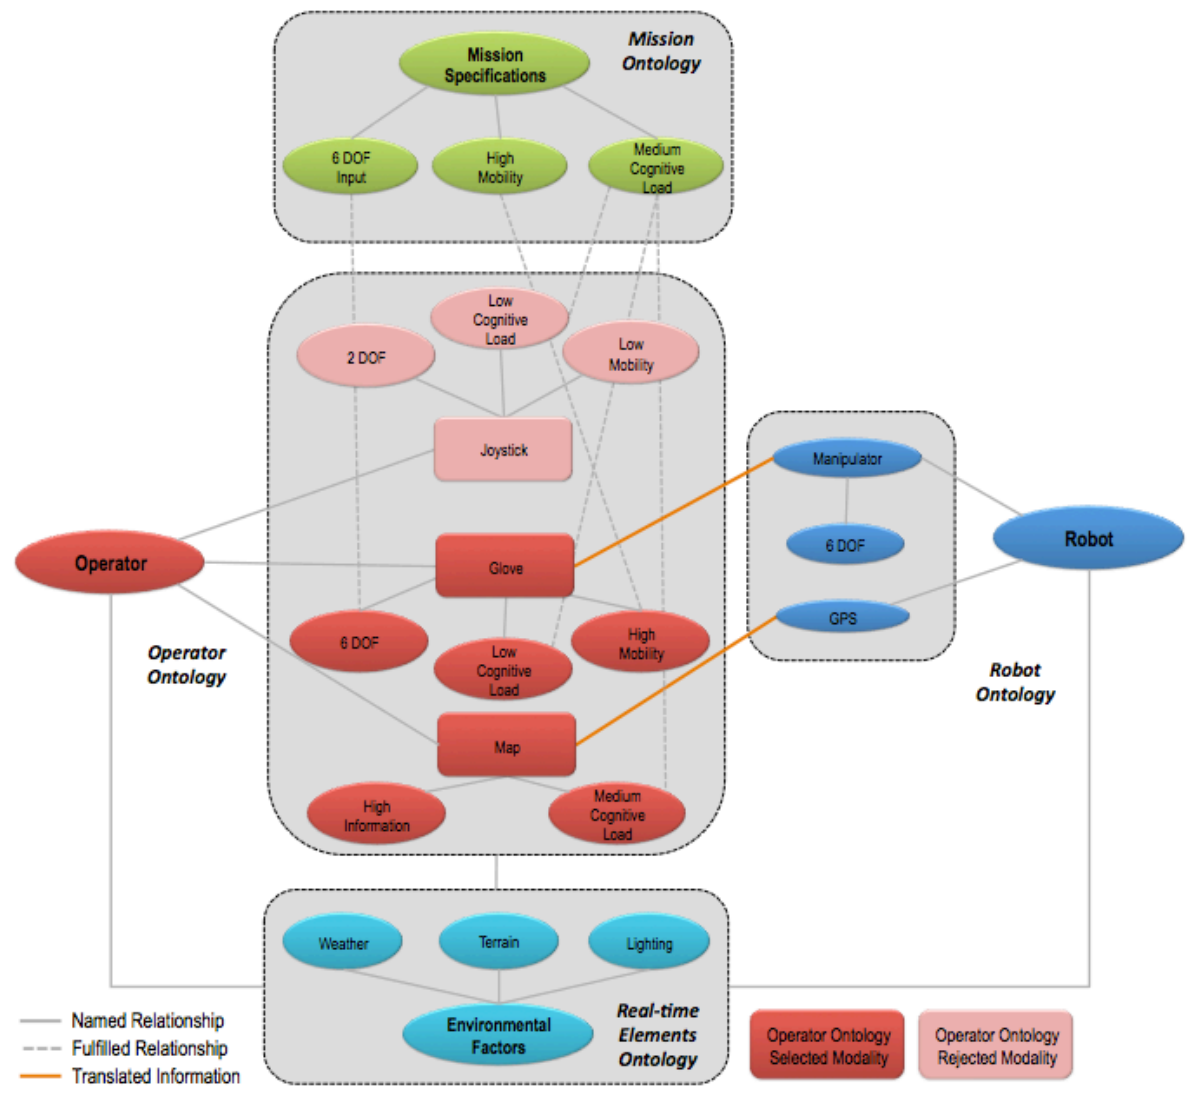 Mission
Specifications
Mission
Ontology
6 DOF
Input
High
Mobility
Medium
Cognitive
Load
Low
Cognitive
Load
2 DOF
Low
Mobility
Joystick
Manipulator
6 DOF
GPS
Robot
Robot
Ontology
Operator
Operator
Ontology
Glove
6 DOF
Low
Cognitive
Load
High
Mobility
Map
High
Information
Medium
Cognitive
Load
Weather
Terrain
Lighting
Environmental
Factors
Real-time
Elements
Ontology
Named Relationship
Fulfilled Relationship
Translated Information
Operator Ontology
Selected Modality
Operator Ontology
Rejected Modality